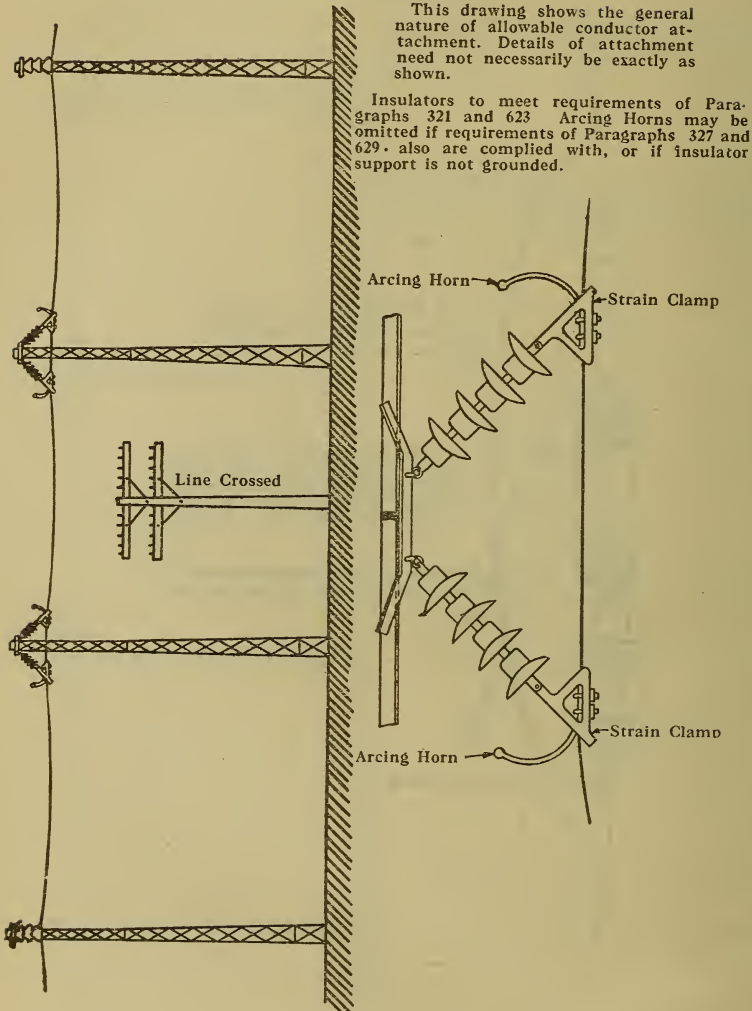 This drawing shows the general
nature of allowable conductor at-
tachment. Details of attachment
need not necessarily be exactly as
shown.
Insulators to meet requirements of Para-
graphs 321 and 623 Arcing Horns may be
omitted if requirements of Paragraphs 327 and
629. also are complied with, or if insulator
support is not grounded.
Arcing Horn
Strain Clamp
Line Crossed
Strain Clamp
Arcing Horn